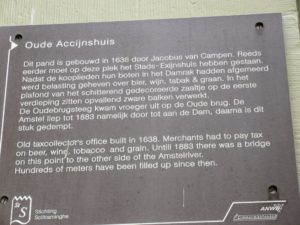 Oude Accijnshuis
Dit pand is gebouwd in 1638 door Jacobus van Campen. Reeds
eerder moet op deze plek het Stads-Exijnshuis hebben gestaan.
Nadat de kooplieden hun boten in het Damrak hadden afgemeerd
werd belasting geheven over bier, wijn, tabak & graan. In het
plafond van het schitterend gedecoreerde zaaltje op de eerste
verdieping zitten opvallend zware balken verwerkt.
De Oudebrugsteeg kwam vroeger uit op de Oude brug. De
Amstel liep tot 1883 namelijk door tot aan de Dam, daarna is dit
stuk gedempt.
Old taxcollector's office built in 1638. Merchants had to pay tax
on beer, wine, tobacco and grain. Untill 1883 there was a bridge
on this point to the other side of the Amstelriver.
Hundreds of meters have been filled up since then.
Stichting
ANWB